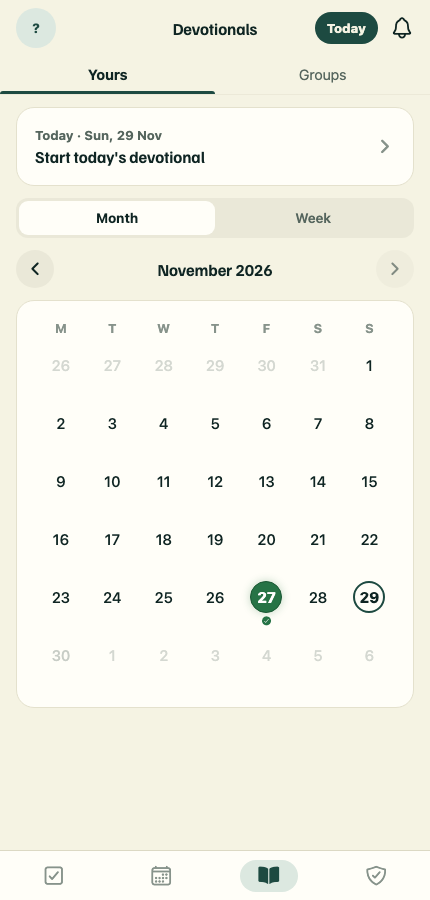 ?
Devotionals
Today
Yours
Groups
Today · Sun, 29 Nov
Start today's devotional
Month
Week
November 2026
M T W T F S S
26 27 28 29 30 31 1
2 3 4 5 6 7 8
9 10 11 12 13 14 15
16 17 18 19 20 21 22
23 24 25 26 27 28 29
30 1 2 3 4 5 6